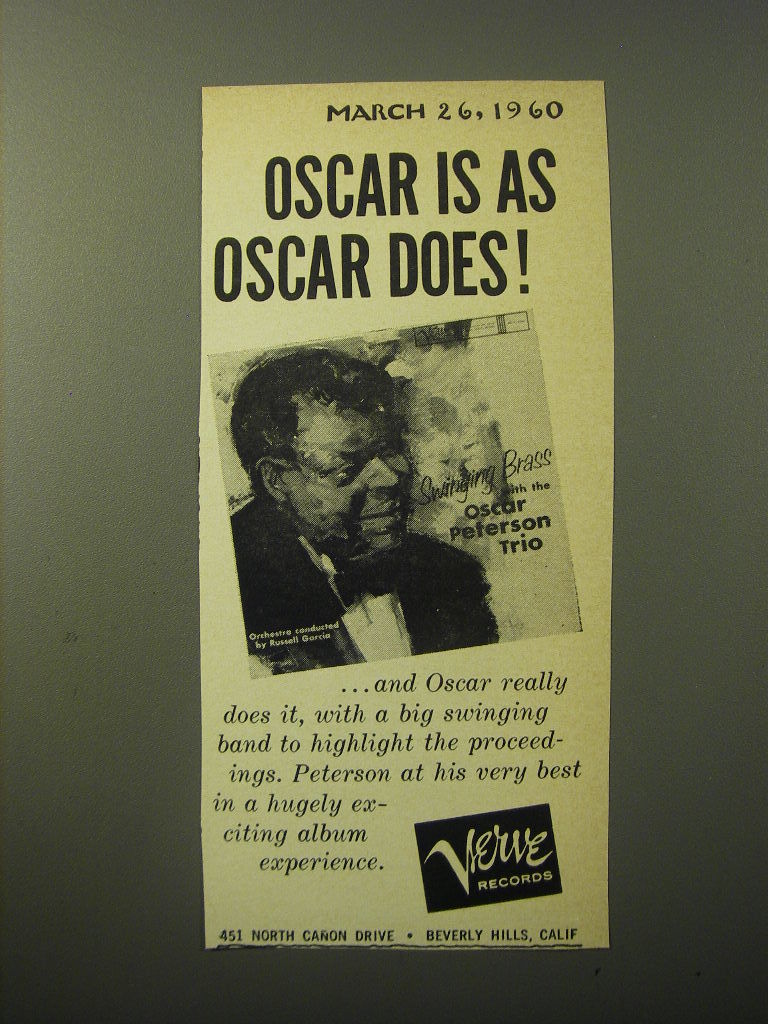 MARCH 26, 1960
OSCAR IS AS
OSCAR DOES!
Swinging Brass
with the
Oscar
Peterson
Trio
Orchestra conducted
by Russell Garcia
...and Oscar really
does it, with a big swinging
band to highlight the proceed-
ings. Peterson at his very best
in a hugely ex-
citing album
experience.
Verve
RECORDS
451 NORTH CAÑON DRIVE • BEVERLY HILLS, CALIF